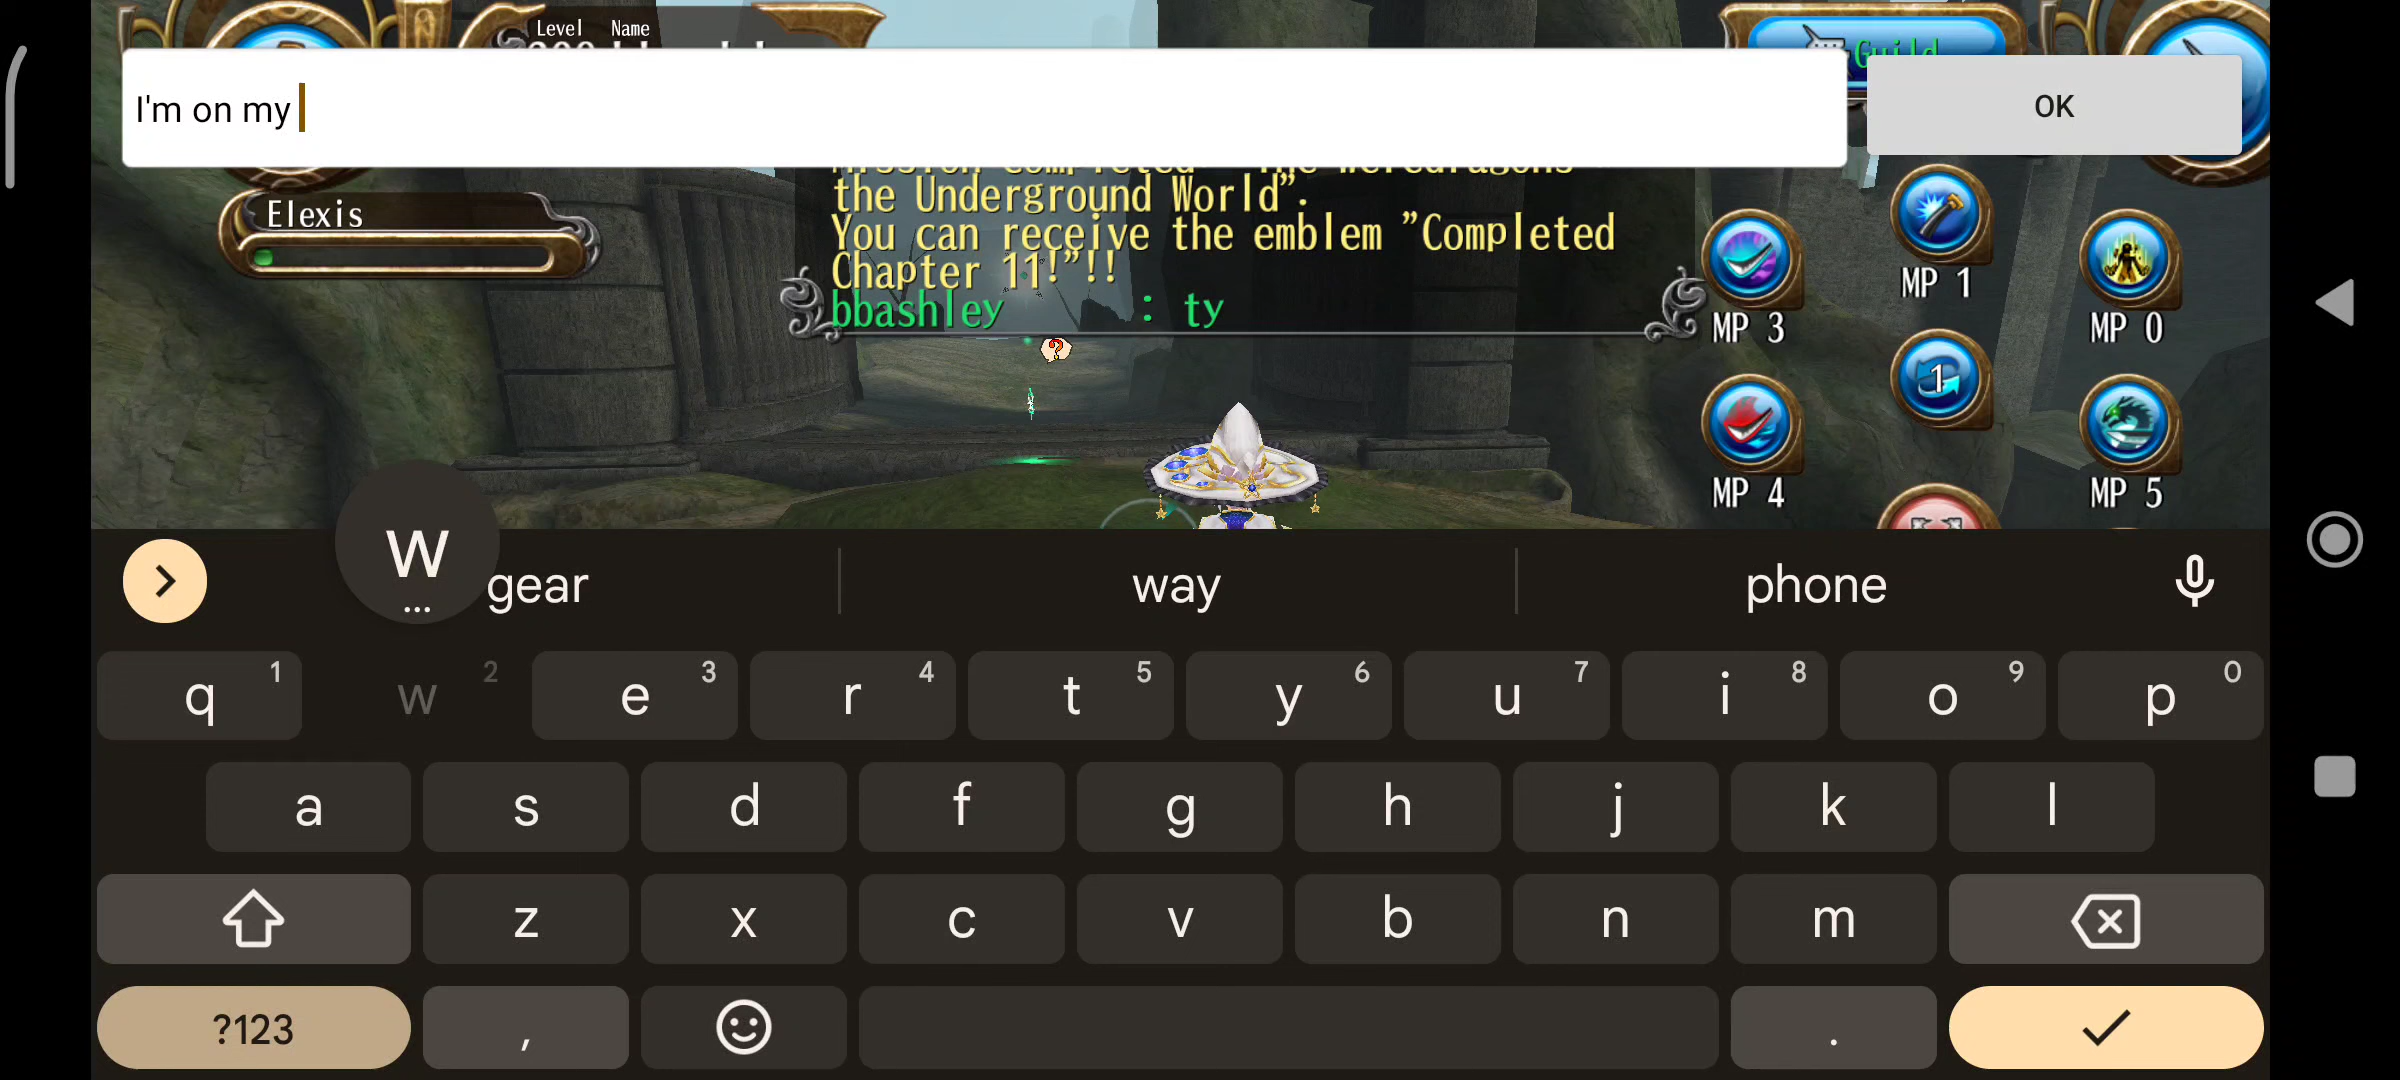 Level Name
Guild
I'm on my
OK
the Underground World".
You can receive the emblem "Completed
Chapter 11!"!!
bbashley : ty
Elexis
MP 3
MP 1
MP 0
1
MP 4
MP 5
?
w
...
gear
way
phone
q 1
w 2
e 3
r 4
t 5
y 6
u 7
i 8
o 9
p 0
a s d f g h j k l
z x c v b n m
?123 , .